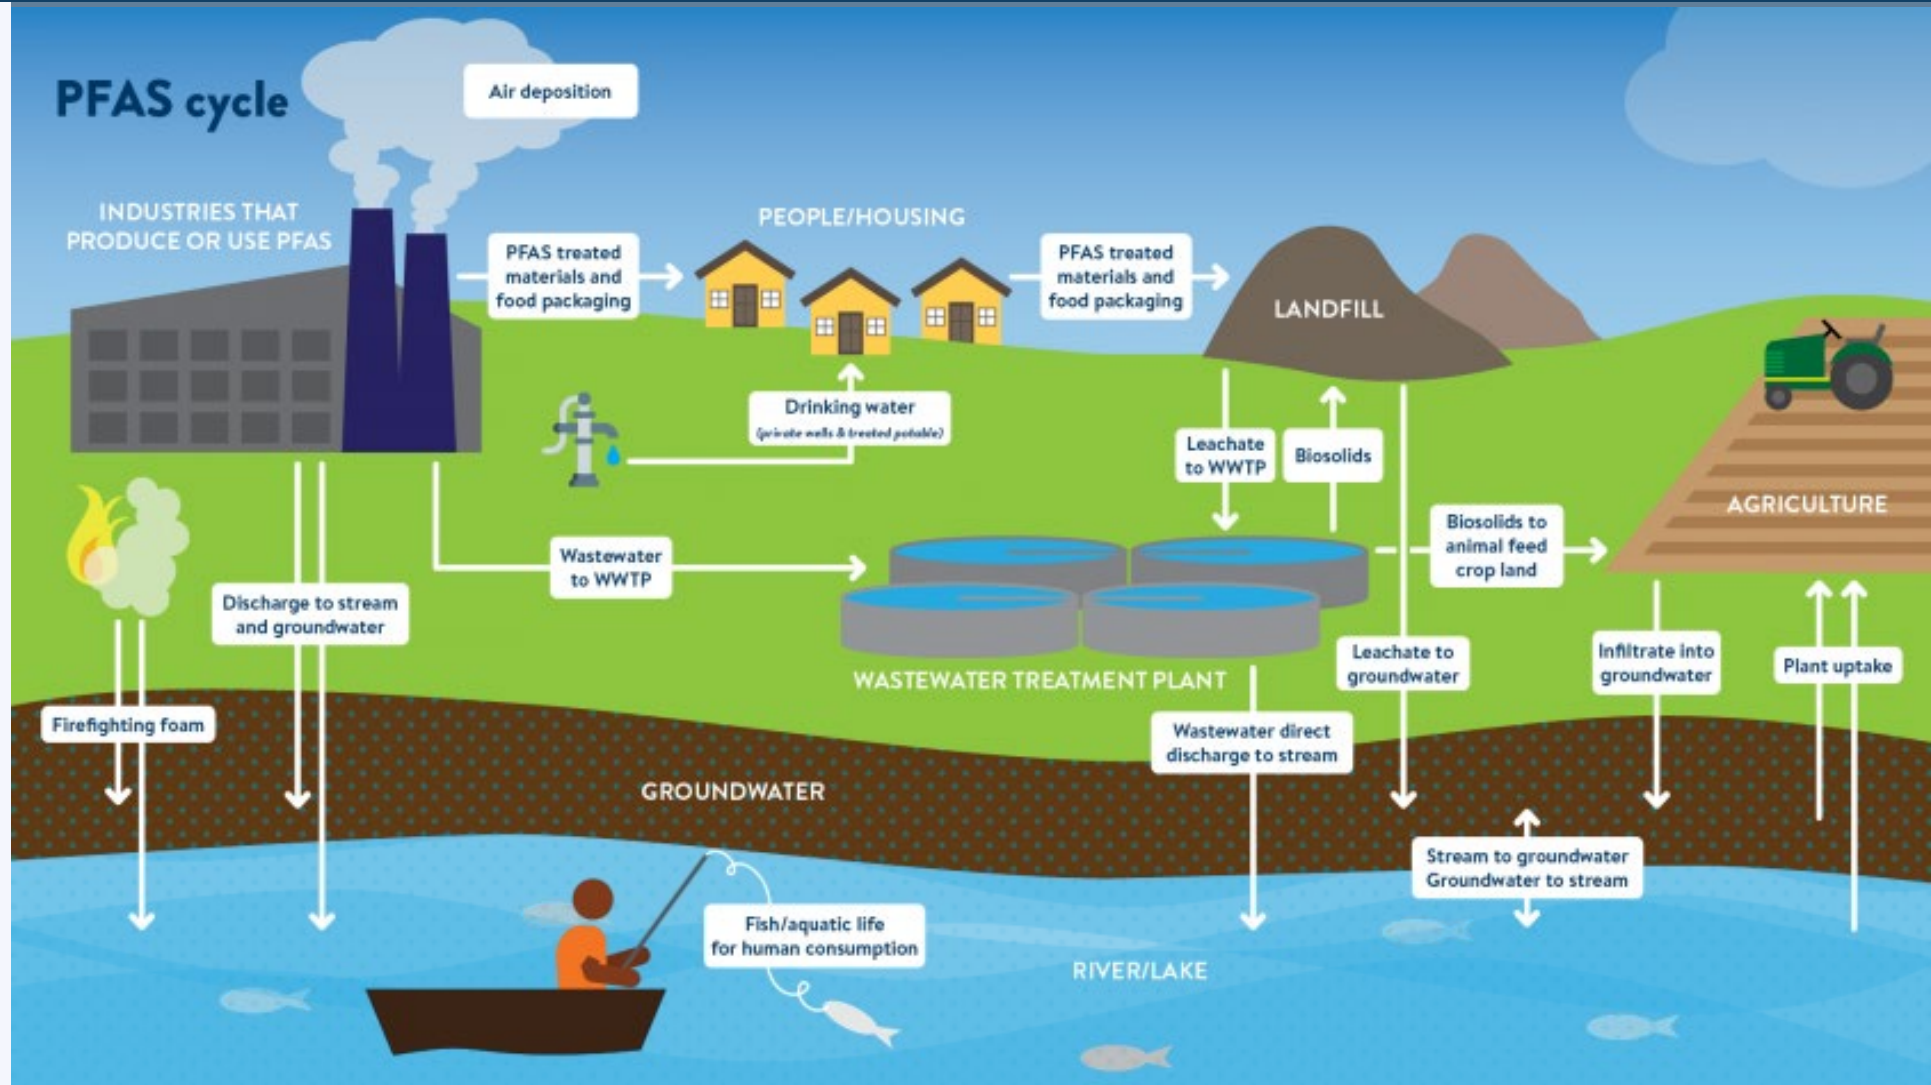 PFAS cycle
Air deposition
INDUSTRIES THAT
PRODUCE OR USE PFAS
PFAS treated
materials and
food packaging
PEOPLE/HOUSING
PFAS treated
materials and
food packaging
LANDFILL
Drinking water
(private wells & treated potable)
Leachate
to WWTP
Biosolids
AGRICULTURE
Wastewater
to WWTP
Biosolids to
animal feed
crop land
Discharge to stream
and groundwater
WASTEWATER TREATMENT PLANT
Leachate to
groundwater
Infiltrate into
groundwater
Plant uptake
Firefighting foam
Wastewater direct
discharge to stream
GROUNDWATER
Stream to groundwater
Groundwater to stream
Fish/aquatic life
for human consumption
RIVER/LAKE